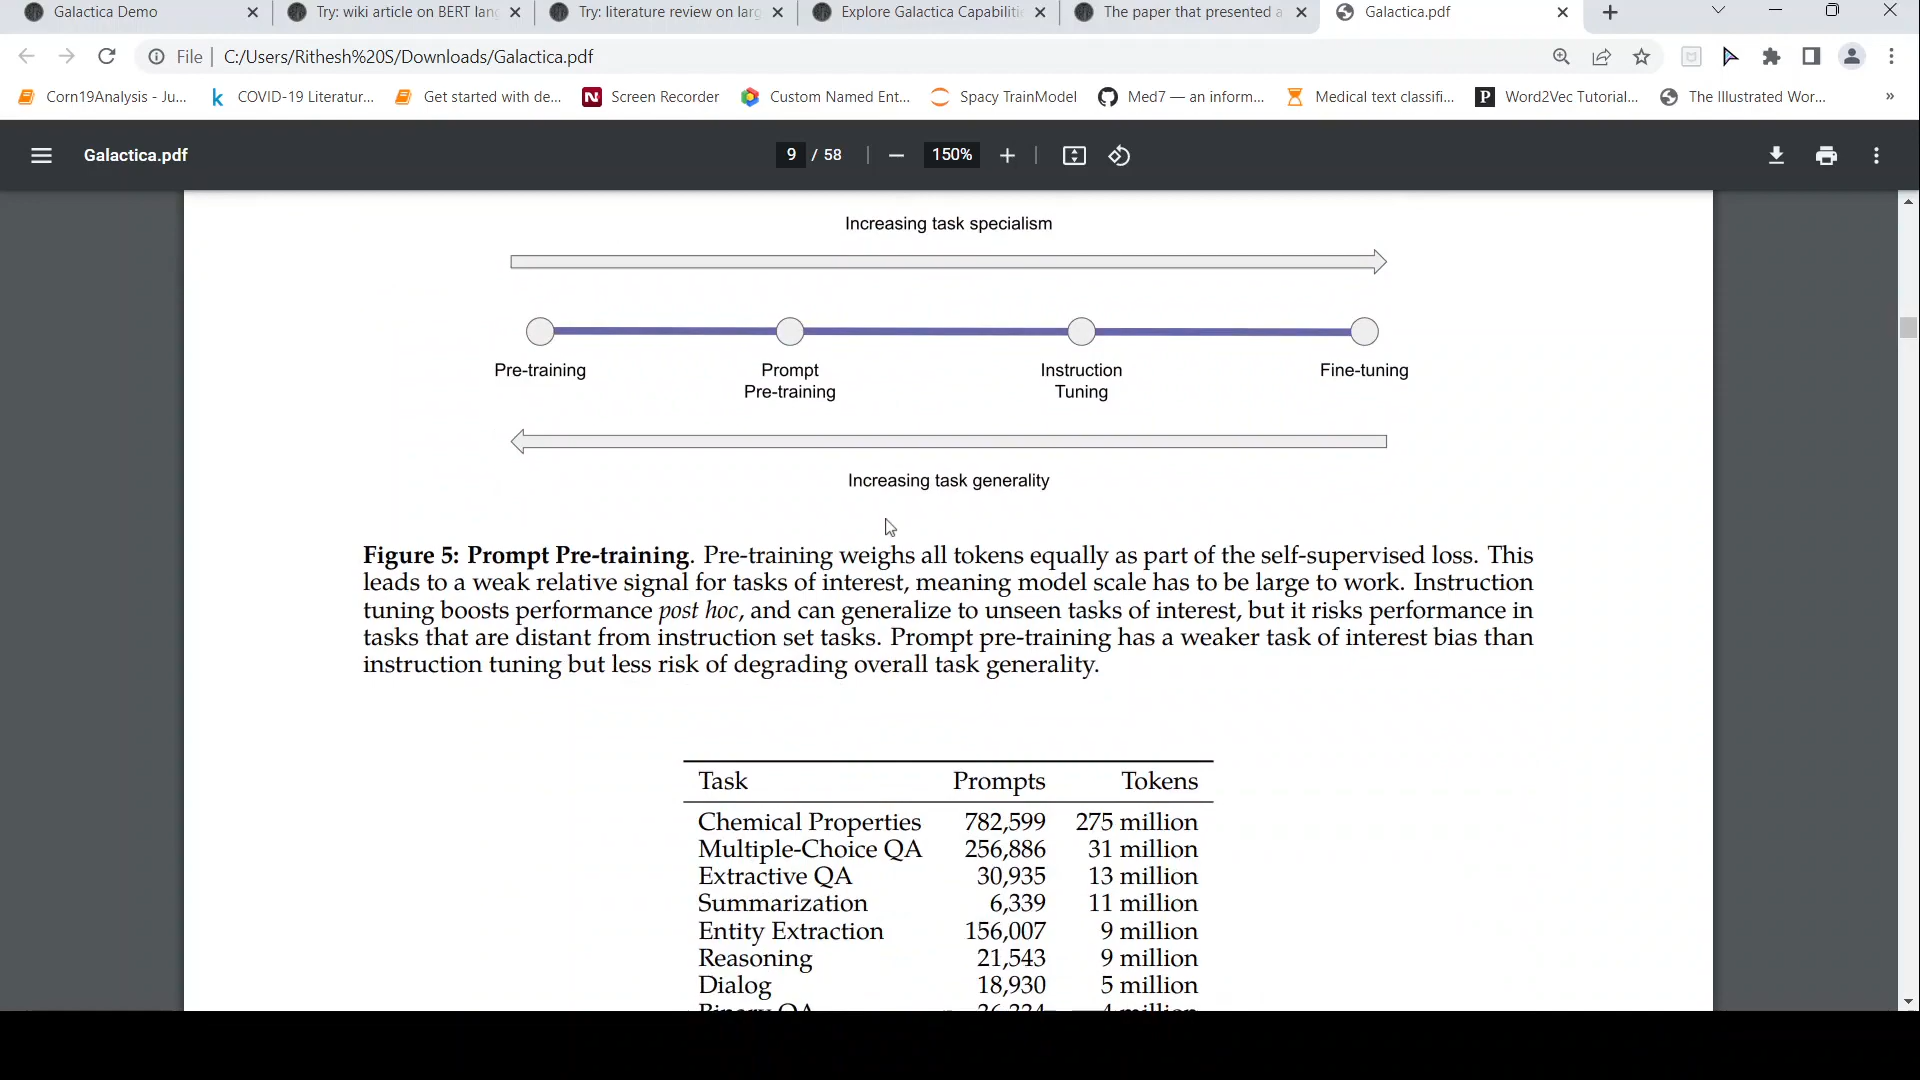 Galactica Demo
Try: wiki article on BERT lan
Try: literature review on larg
Explore Galactica Capabiliti
The paper that presented a
Galactica.pdf
File
C:/Users/Rithesh%20S/Downloads/Galactica.pdf
Corn19Analysis - Ju...
COVID-19 Literatur...
Get started with de...
Screen Recorder
Custom Named Ent...
Spacy TrainModel
Med7 — an inform...
Medical text classifi...
Word2Vec Tutorial...
The Illustrated Wor...
»
Galactica.pdf
9 / 58
150%
Increasing task specialism
Pre-training
Prompt
Pre-training
Instruction
Tuning
Fine-tuning
Increasing task generality
Figure 5: Prompt Pre-training. Pre-training weighs all tokens equally as part of the self-supervised loss. This
leads to a weak relative signal for tasks of interest, meaning model scale has to be large to work. Instruction
tuning boosts performance post hoc, and can generalize to unseen tasks of interest, but it risks performance in
tasks that are distant from instruction set tasks. Prompt pre-training has a weaker task of interest bias than
instruction tuning but less risk of degrading overall task generality.
Task Prompts Tokens
Chemical Properties 782,599 275 million
Multiple-Choice QA 256,886 31 million
Extractive QA 30,935 13 million
Summarization 6,339 11 million
Entity Extraction 156,007 9 million
Reasoning 21,543 9 million
Dialog 18,930 5 million
Binary QA 36,334 4 million